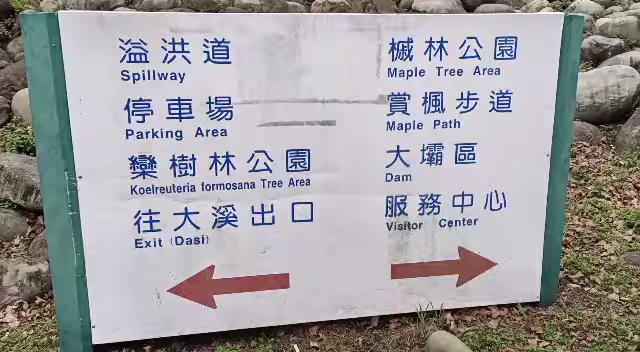 溢洪道
Spillway
停車場
Parking Area
欒樹林公園
Koelreuteria formosana Tree Area
往大溪出口
Exit (Dasi)
槭林公園
Maple Tree Area
賞楓步道
Maple Path
大壩區
Dam
服務中心
Visitor Center